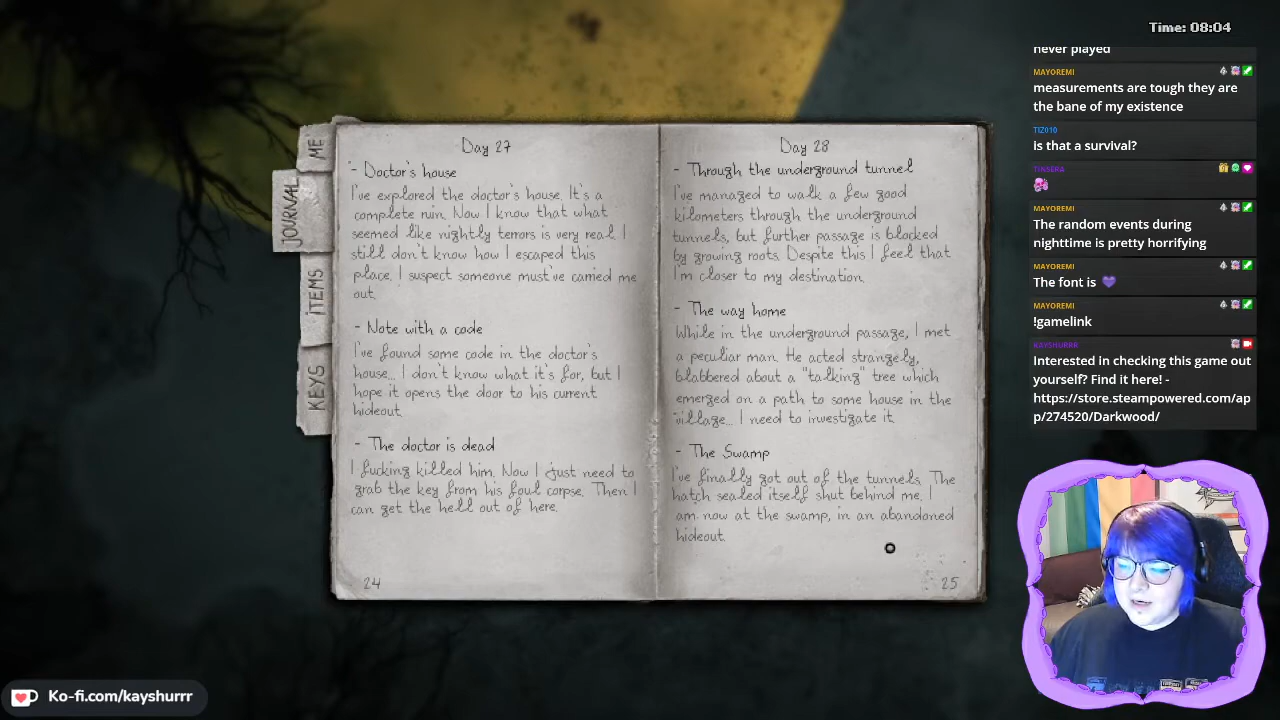 Time: 08:04
never played
MAYOREMI
measurements are tough they are
the bane of my existence
TIZ010
is that a survival?
TINSERA
MAYOREMI
The random events during
nighttime is pretty horrifying
MAYOREMI
The font is 💜
MAYOREMI
!gamelink
KAYSHURRR
Interested in checking this game out
yourself? Find it here! -
https://store.steampowered.com/ap
p/274520/Darkwood/
ME
JOURNAL
ITEMS
KEYS
Day 27
- Doctor's house
I've explored the doctor's house. It's a
complete ruin. Now I know that what
seemed like nightly terrors is very real. I
still don't know how I escaped this
place. I suspect someone must've carried me
out.
- Note with a code
I've found some code in the doctor's
house... I don't know what it's for, but I
hope it opens the door to his current
hideout.
- The doctor is dead
I fucking killed him. Now I just need to
grab the key from his foul corpse. Then I
can get the hell out of here.
24
Day 28
- Through the underground tunnel
I've managed to walk a few good
kilometers through the underground
tunnels, but further passage is blocked
by growing roots. Despite this I feel that
I'm closer to my destination.
- The way home
While in the underground passage, I met
a peculiar man. He acted strangely,
blabbered about a "talking" tree which
emerged on a path to some house in the
village... I need to investigate it.
- The Swamp
I've finally got out of the tunnels. The
hatch sealed itself shut behind me. I
am now at the swamp, in an abandoned
hideout.
25
Ko-fi.com/kayshurrr